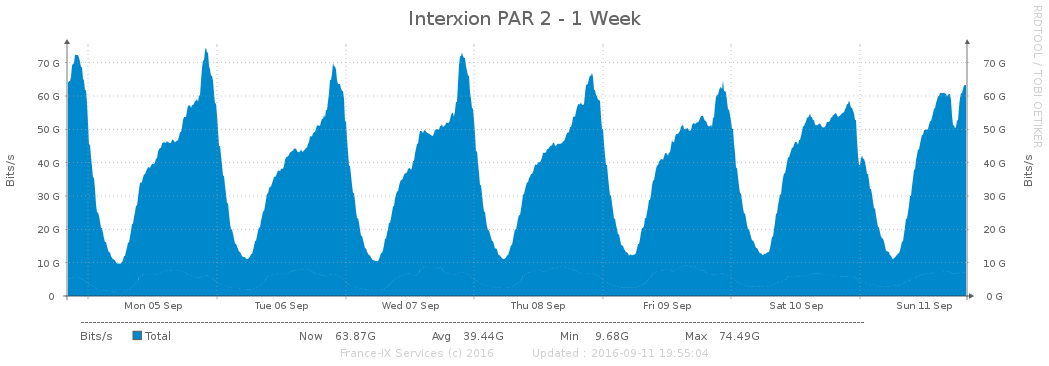 Interxion PAR 2 - 1 Week
RRDTOOL / TOBI OETIKER
Bits/s
70 G
60 G
50 G
40 G
30 G
20 G
10 G
0
70 G
60 G
50 G
40 G
30 G
20 G
10 G
0 G
Bits/s
Mon 05 Sep Tue 06 Sep Wed 07 Sep Thu 08 Sep Fri 09 Sep Sat 10 Sep Sun 11 Sep
Bits/s Total Now 63.87G Avg 39.44G Min 9.68G Max 74.49G
France-IX Services (c) 2016 Updated : 2016-09-11 19:55:04